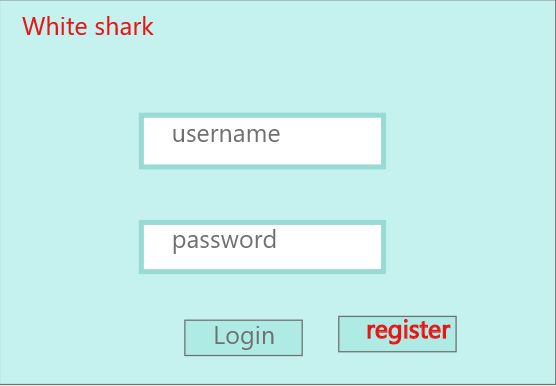 White shark
username
password
Login
register